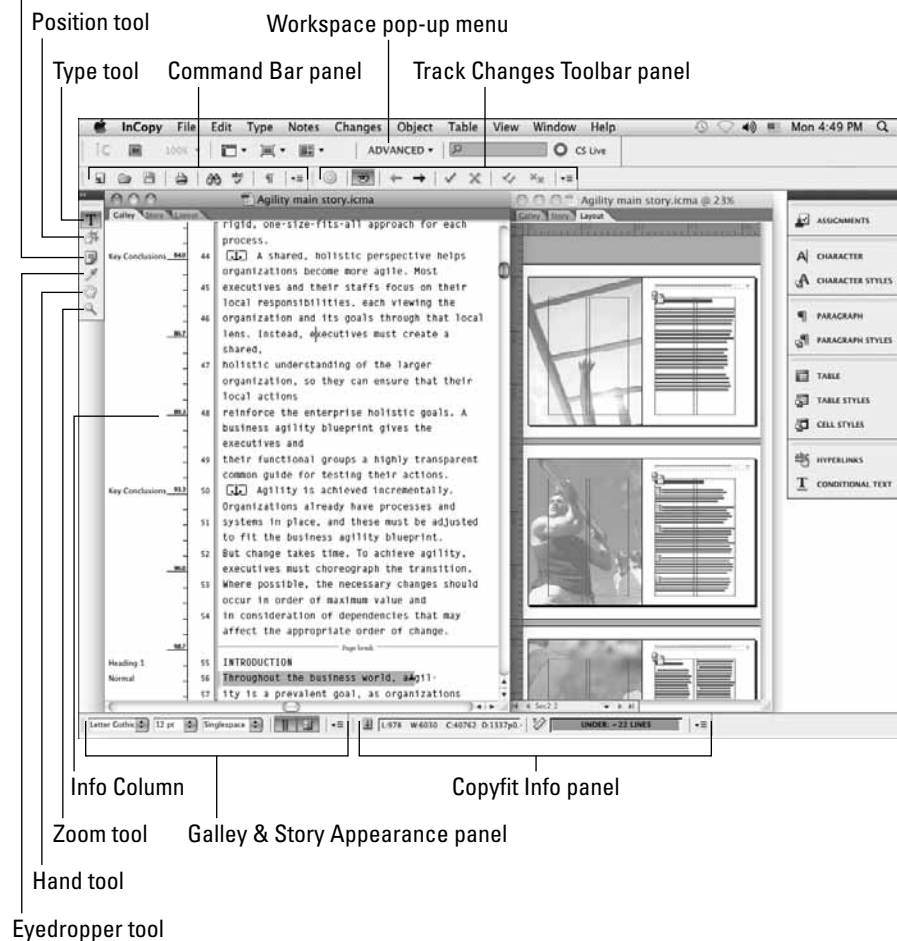 Position tool
Workspace pop-up menu
Type tool
Command Bar panel
Track Changes Toolbar panel
InCopy File Edit Type Notes Changes Object Table View Window Help
Mon 4:49 PM
100%
ADVANCED
CS Live
Agility main story.icma
Agility main story.icma @ 23%
Galley Story Layout
Galley Story Layout
rigid, one-size-fits-all approach for each
process.
Key Conclusions 84.0 44 A shared, holistic perspective helps
organizations become more agile. Most
45 executives and their staffs focus on their
local responsibilities, each viewing the
46 organization and its goals through that local
lens. Instead, executives must create a
shared,
47 holistic understanding of the larger
organization, so they can ensure that their
local actions
48 reinforce the enterprise holistic goals. A
business agility blueprint gives the
executives and
49 their functional groups a highly transparent
common guide for testing their actions.
Key Conclusions 93.3 50 Agility is achieved incrementally.
Organizations already have processes and
51 systems in place, and these must be adjusted
to fit the business agility blueprint.
52 But change takes time. To achieve agility,
executives must choreograph the transition.
53 Where possible, the necessary changes should
occur in order of maximum value and
54 in consideration of dependencies that may
affect the appropriate order of change.
Page break
Heading 1 55 INTRODUCTION
Normal 56 Throughout the business world, agil-
57 ity is a prevalent goal, as organizations
ASSIGNMENTS
CHARACTER
CHARACTER STYLES
PARAGRAPH
PARAGRAPH STYLES
TABLE
TABLE STYLES
CELL STYLES
HYPERLINKS
CONDITIONAL TEXT
Sec2:2
Letter Gothic 12 pt Singlespace
L:978 W:6030 C:40762 D:1337p0.
UNDER: ~22 LINES
Info Column
Copyfit Info panel
Zoom tool
Galley & Story Appearance panel
Hand tool
Eyedropper tool